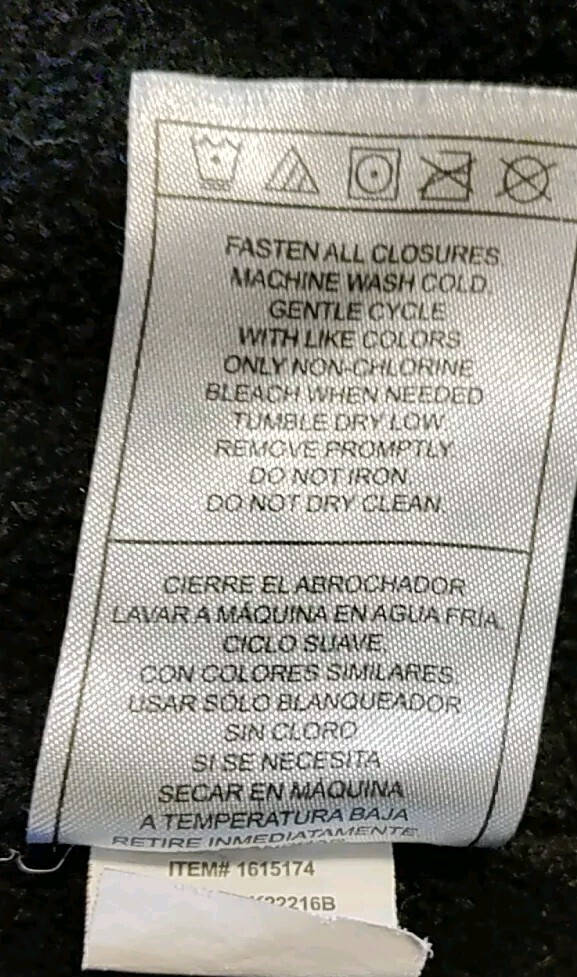 FASTEN ALL CLOSURES.
MACHINE WASH COLD.
GENTLE CYCLE
WITH LIKE COLORS.
ONLY NON-CHLORINE
BLEACH WHEN NEEDED
TUMBLE DRY LOW
REMOVE PROMPTLY.
DO NOT IRON.
DO NOT DRY CLEAN.
CIERRE EL ABROCHADOR
LAVAR A MÁQUINA EN AGUA FRÍA.
CICLO SUAVE.
CON COLORES SIMILARES.
USAR SÓLO BLANQUEADOR
SIN CLORO
SI SE NECESITA
SECAR EN MÁQUINA
A TEMPERATURA BAJA
RETIRE INMEDIATAMENTE.
ITEM# 1615174
22216B